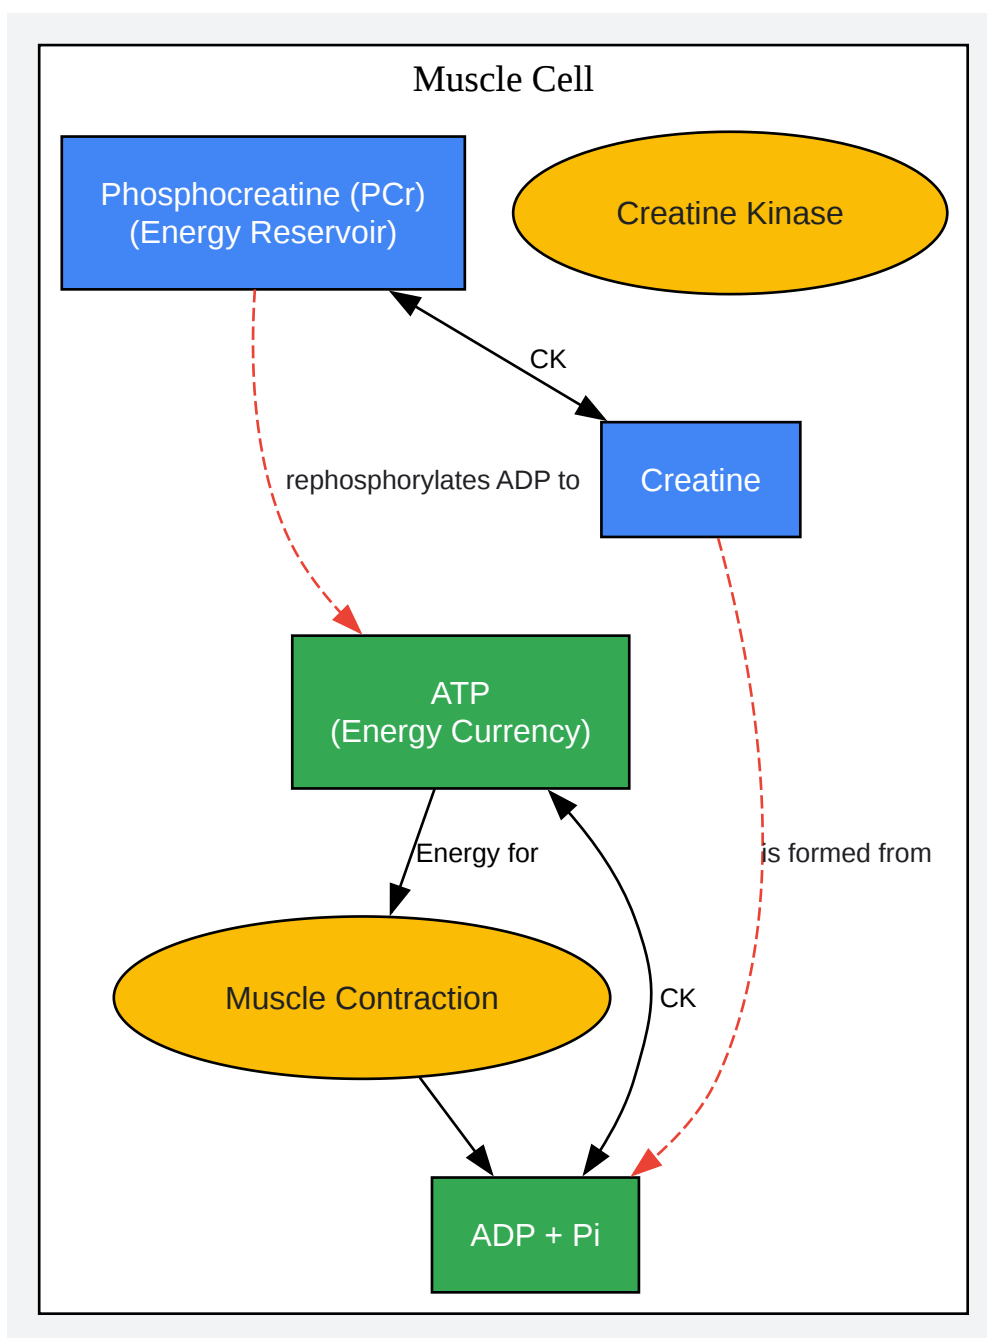 Muscle Cell
Phosphocreatine (PCr)
(Energy Reservoir)
Creatine Kinase
CK
rephosphorylates ADP to
Creatine
ATP
(Energy Currency)
Energy for
is formed from
Muscle Contraction
CK
ADP + Pi